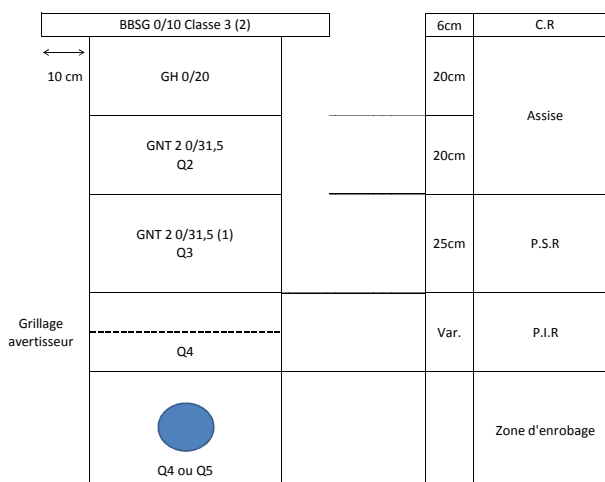 BBSG 0/10 Classe 3 (2)
6cm
C.R
10 cm
GH 0/20
20cm
Assise
GNT 2 0/31,5
Q2
20cm
GNT 2 0/31,5 (1)
Q3
25cm
P.S.R
Grillage
avertisseur
Q4
Var.
P.I.R
Zone d'enrobage
Q4 ou Q5